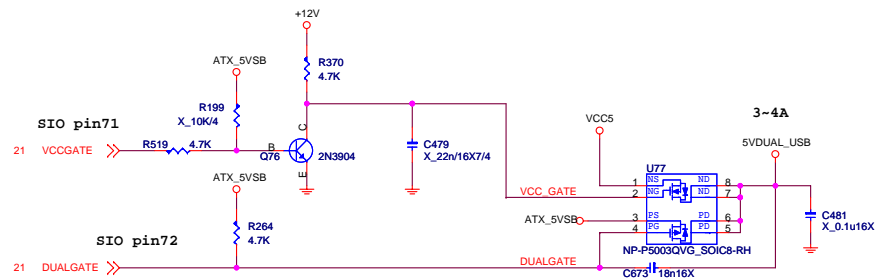 +12V
ATX_5VSB
R370
4.7K
R199
X_10K/4
SIO pin71
21 VCCGATE
R519 4.7K
B
C
E
Q76
2N3904
C479
X_22n/16X7/4
VCC5
3~4A
5VDUAL_USB
U77
1 NS ND 8
2 NG ND 7
3 PS PD 6
4 PG PD 5
VCC_GATE
ATX_5VSB
NP-P5003QVG_SOIC8-RH
C481
X_0.1u16X
ATX_5VSB
R264
4.7K
SIO pin72
21 DUALGATE
DUALGATE
C673 18n16X